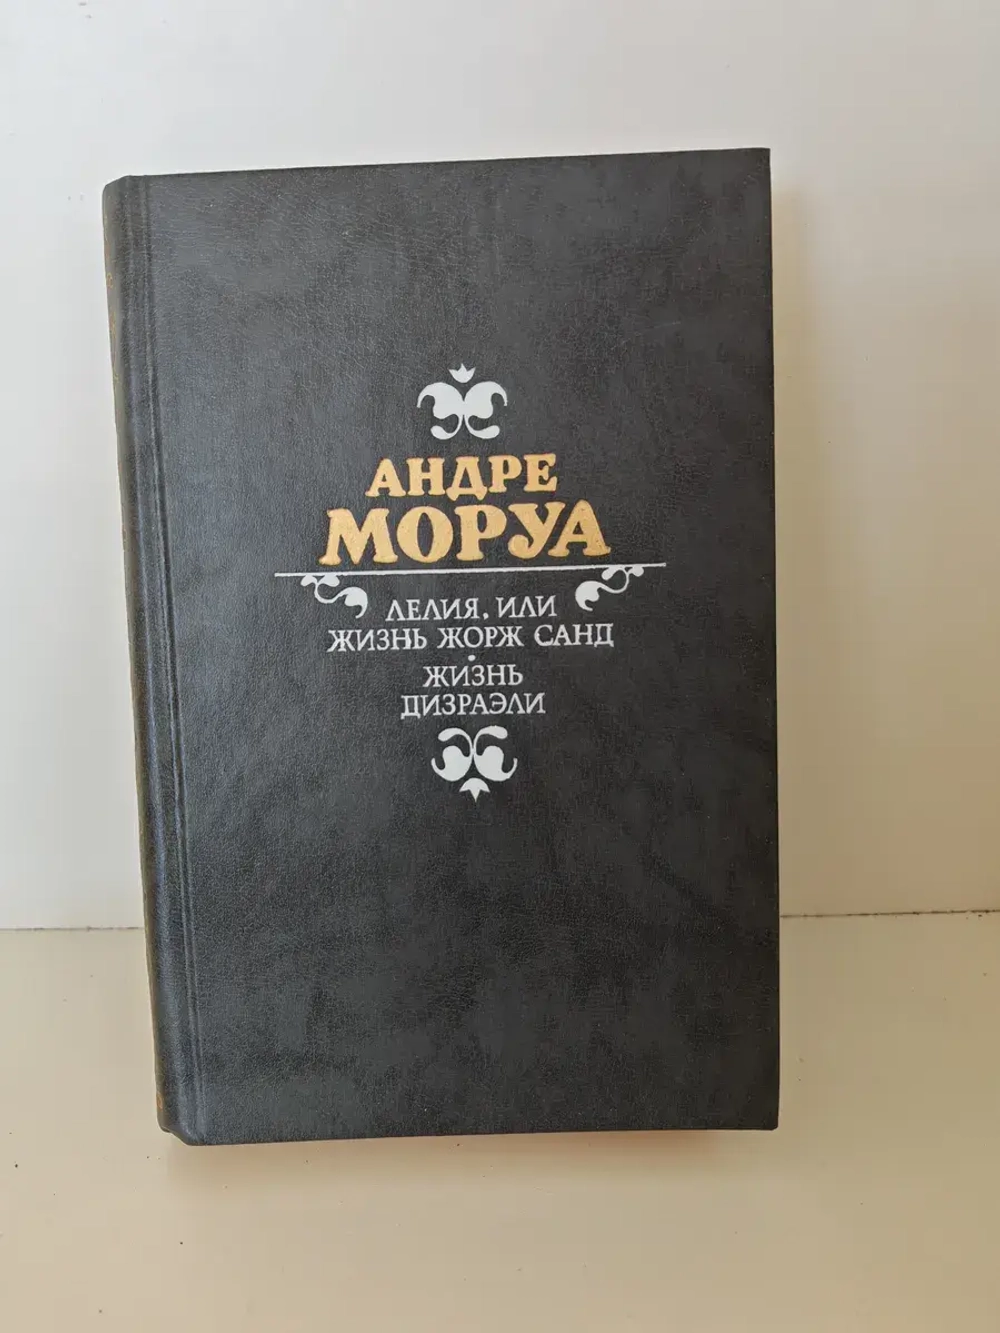 АНДРЕ
МОРУА
ЛЕЛИЯ, ИЛИ
ЖИЗНЬ ЖОРЖ САНД
ЖИЗНЬ
ДИЗРАЭЛИ